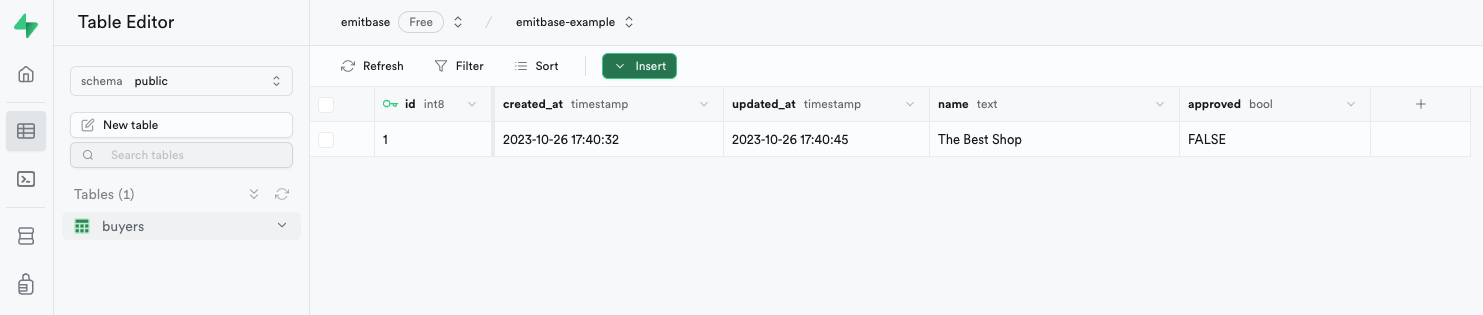 Table Editor
emitbase Free / emitbase-example
schema public
Refresh Filter Sort Insert
id int8 created_at timestamp updated_at timestamp name text approved bool +
New table
1 2023-10-26 17:40:32 2023-10-26 17:40:45 The Best Shop FALSE
Search tables
Tables (1)
buyers